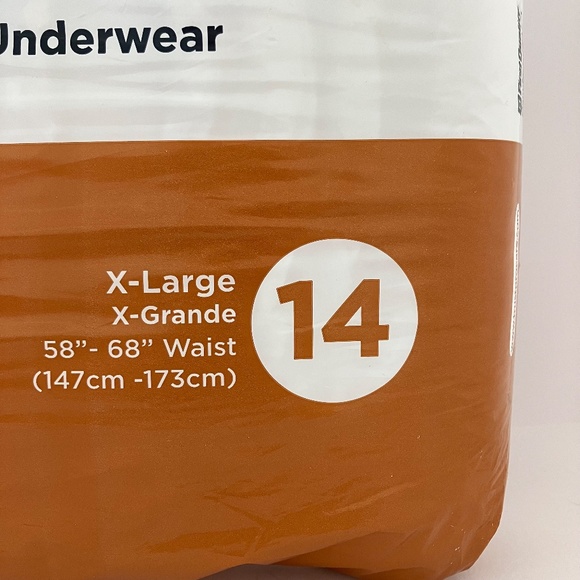 Underwear
X-Large
X-Grande
58”- 68” Waist
(147cm -173cm)
14